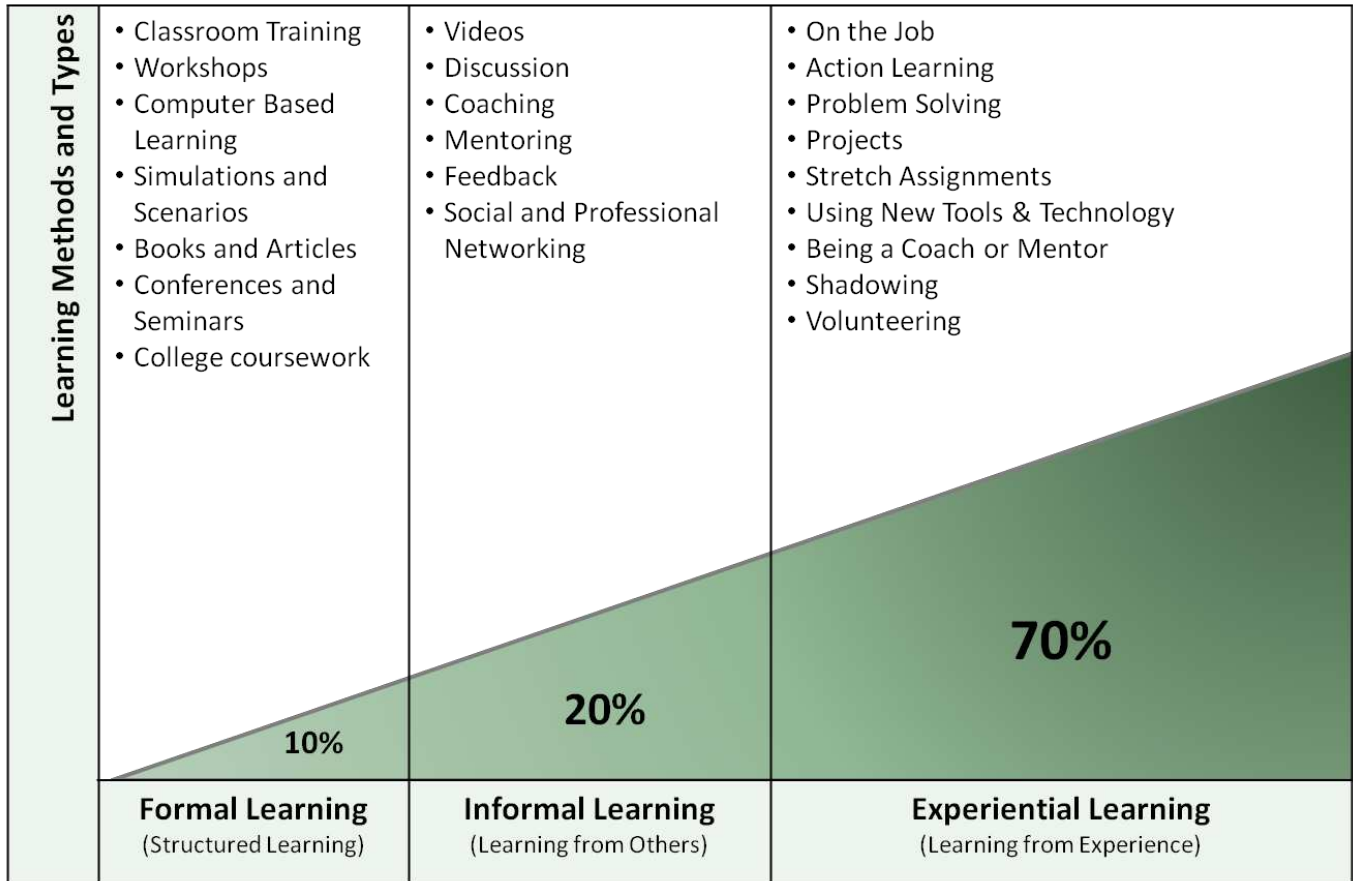 Learning Methods and Types
• Classroom Training
• Workshops
• Computer Based
Learning
• Simulations and
Scenarios
• Books and Articles
• Conferences and
Seminars
• College coursework
• Videos
• Discussion
• Coaching
• Mentoring
• Feedback
• Social and Professional
Networking
• On the Job
• Action Learning
• Problem Solving
• Projects
• Stretch Assignments
• Using New Tools & Technology
• Being a Coach or Mentor
• Shadowing
• Volunteering
10%
20%
70%
Formal Learning
(Structured Learning)
Informal Learning
(Learning from Others)
Experiential Learning
(Learning from Experience)